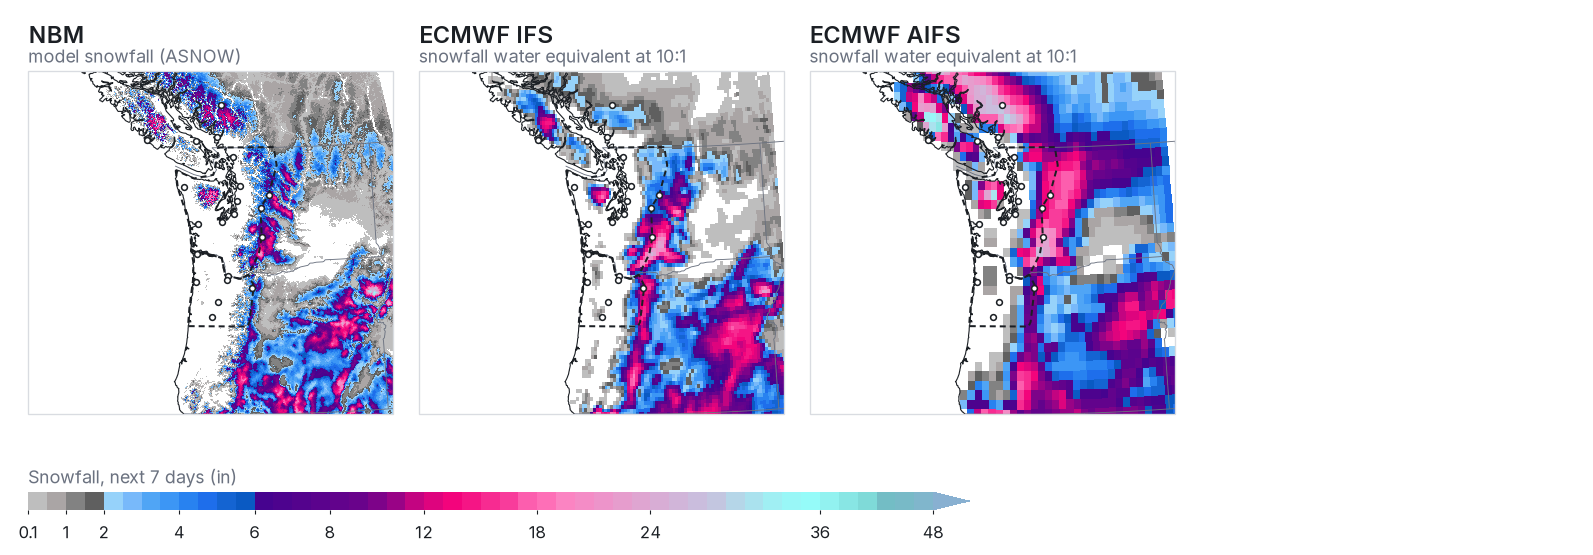 NBM
model snowfall (ASNOW)
ECMWF IFS
snowfall water equivalent at 10:1
ECMWF AIFS
snowfall water equivalent at 10:1
Snowfall, next 7 days (in)
0.1 1 2 4 6 8 12 18 24 36 48